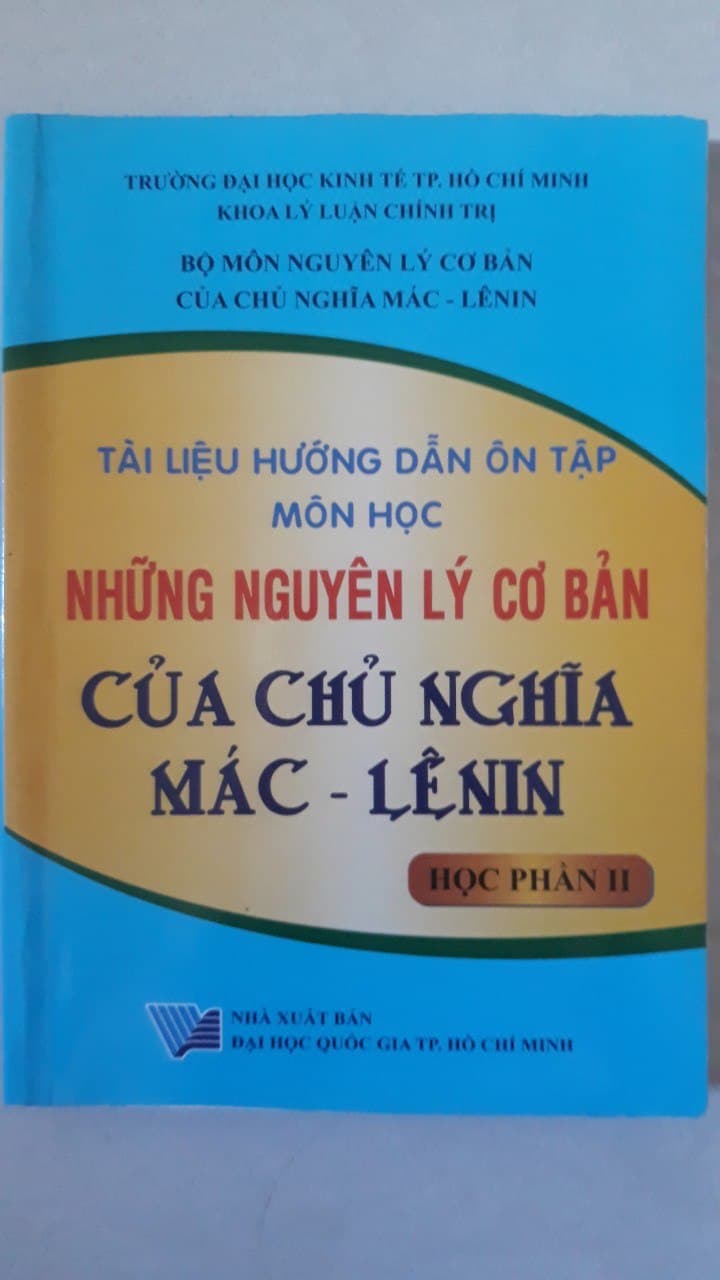 TRƯỜNG ĐẠI HỌC KINH TẾ TP. HỒ CHÍ MINH
KHOA LÝ LUẬN CHÍNH TRỊ
BỘ MÔN NGUYÊN LÝ CƠ BẢN
CỦA CHỦ NGHĨA MÁC - LÊNIN
TÀI LIỆU HƯỚNG DẪN ÔN TẬP
MÔN HỌC
NHỮNG NGUYÊN LÝ CƠ BẢN
CỦA CHỦ NGHĨA
MÁC - LÊNIN
HỌC PHẦN II
NHÀ XUẤT BẢN
ĐẠI HỌC QUỐC GIA TP. HỒ CHÍ MINH